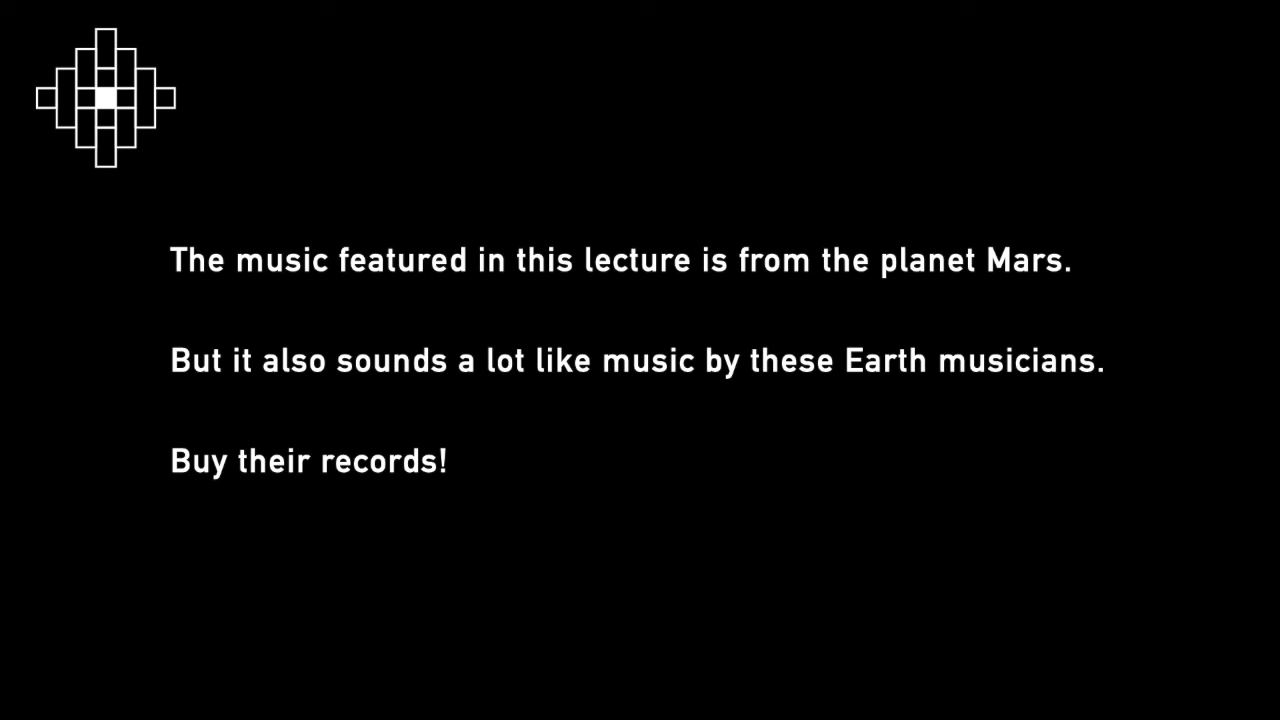 The music featured in this lecture is from the planet Mars.
But it also sounds a lot like music by these Earth musicians.
Buy their records!